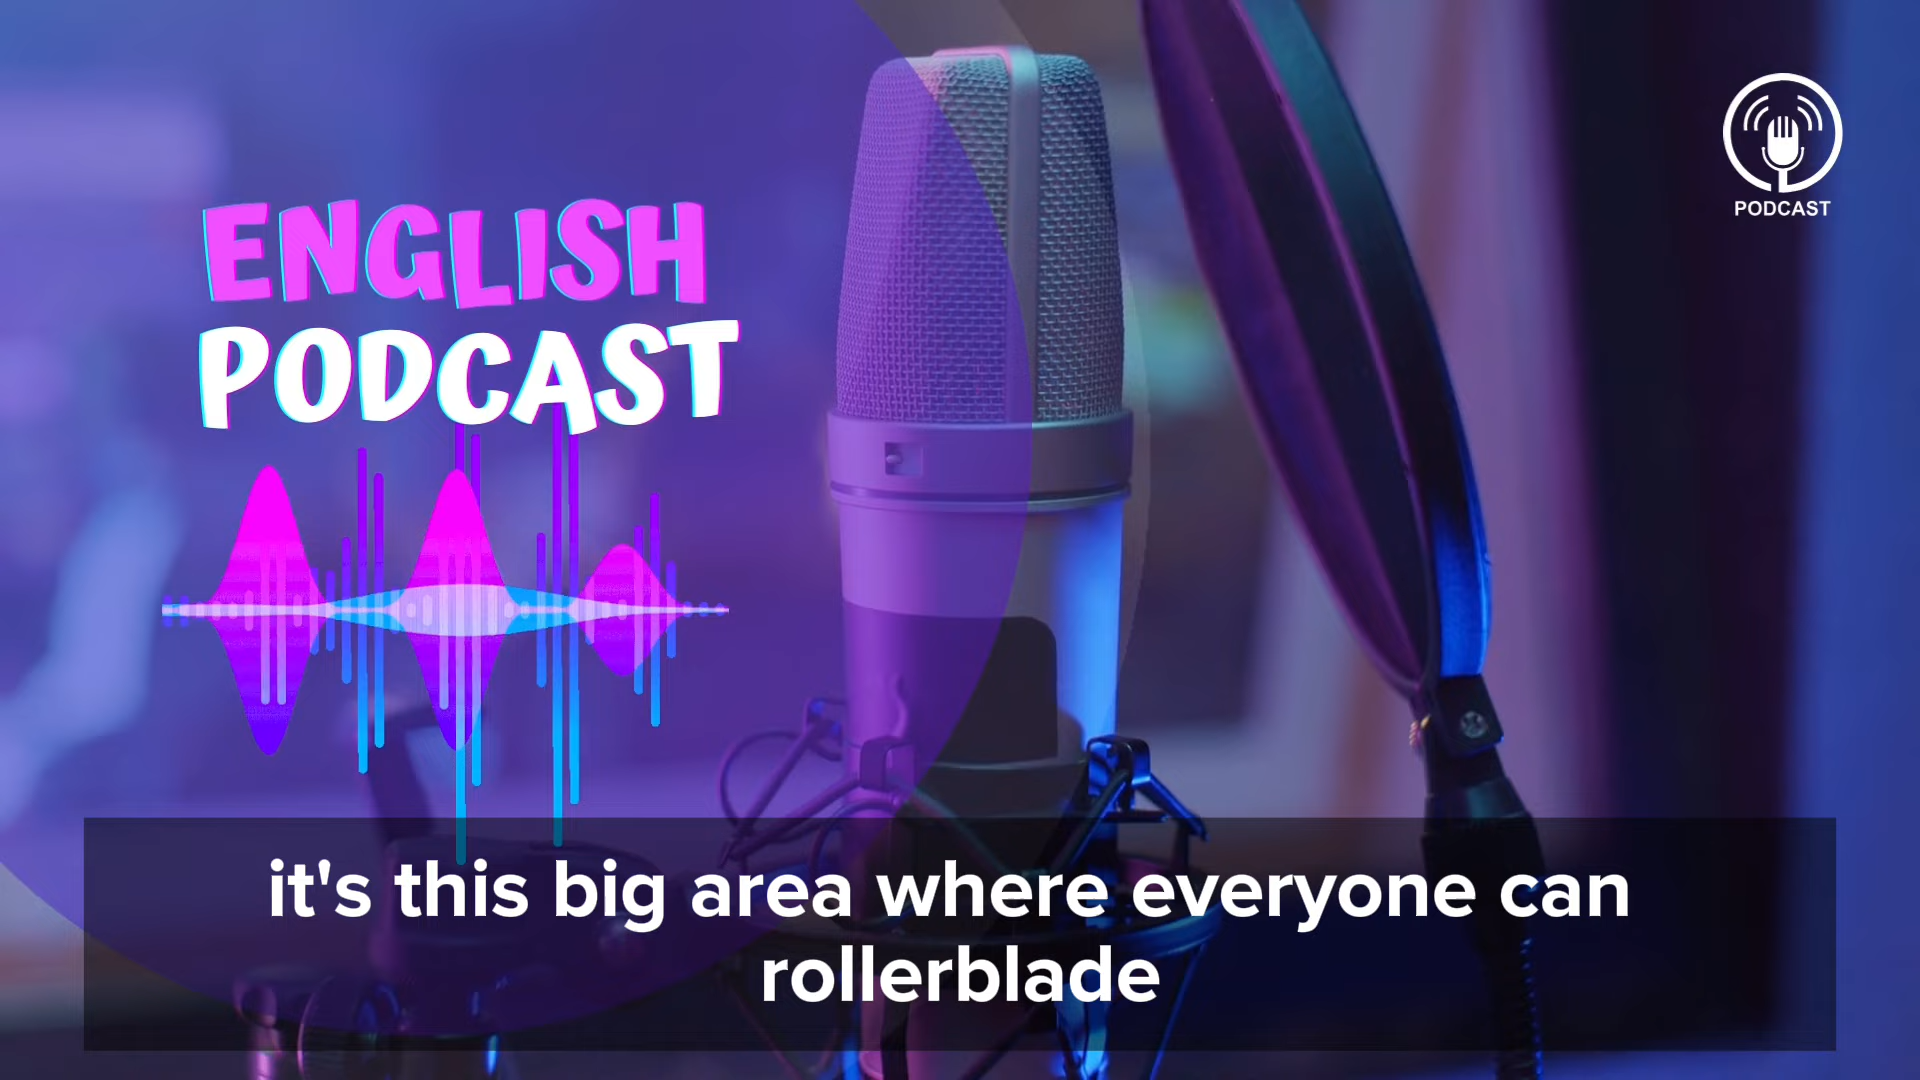 ENGLISH
PODCAST
PODCAST
it's this big area where everyone can
rollerblade